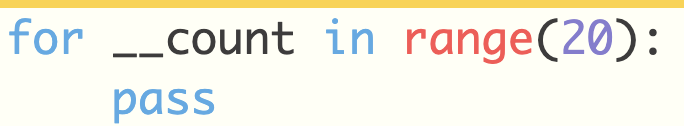 for __count in range(20):
    pass